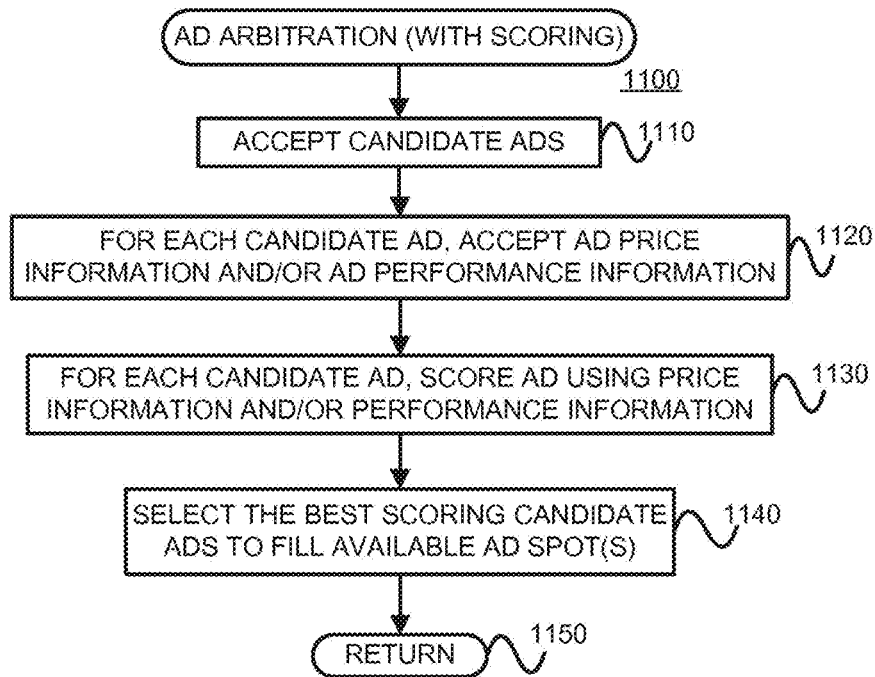 AD ARBITRATION (WITH SCORING)
1100
ACCEPT CANDIDATE ADS
1110
FOR EACH CANDIDATE AD, ACCEPT AD PRICE
INFORMATION AND/OR AD PERFORMANCE INFORMATION
1120
FOR EACH CANDIDATE AD, SCORE AD USING PRICE
INFORMATION AND/OR PERFORMANCE INFORMATION
1130
SELECT THE BEST SCORING CANDIDATE
ADS TO FILL AVAILABLE AD SPOT(S)
1140
RETURN
1150